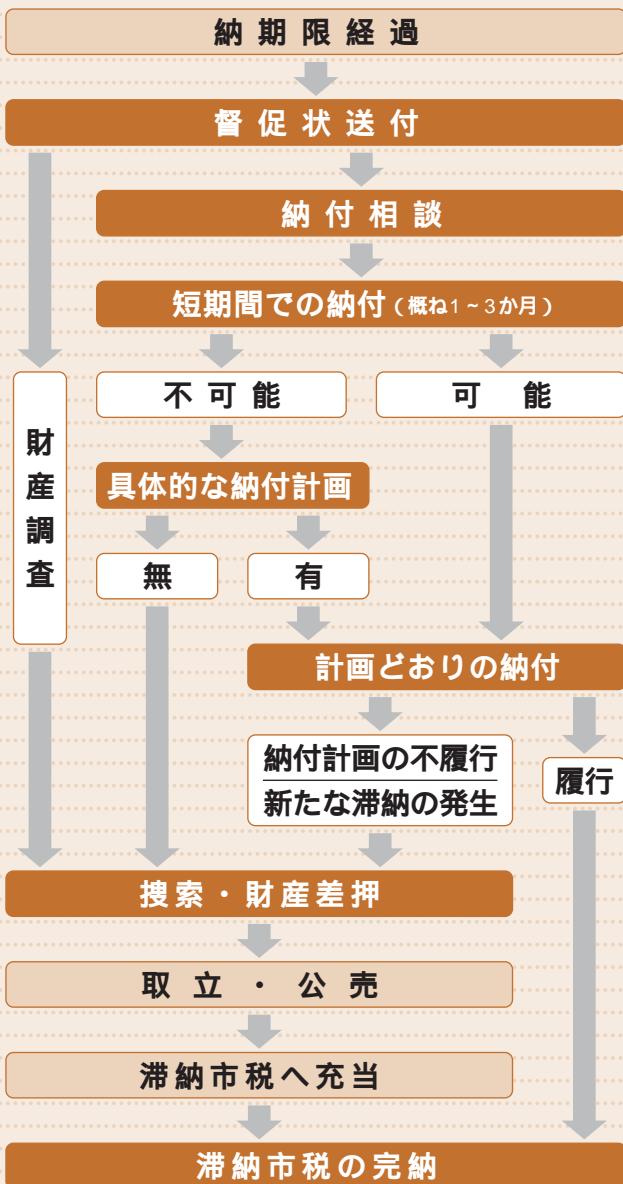 納期限経過
督促状送付
納付相談
短期間での納付（概ね1～3か月）
不可能
可能
財産調査
具体的な納付計画
無
有
計画どおりの納付
納付計画の不履行
新たな滞納の発生
履行
捜索・財産差押
取立・公売
滞納市税へ充当
滞納市税の完納